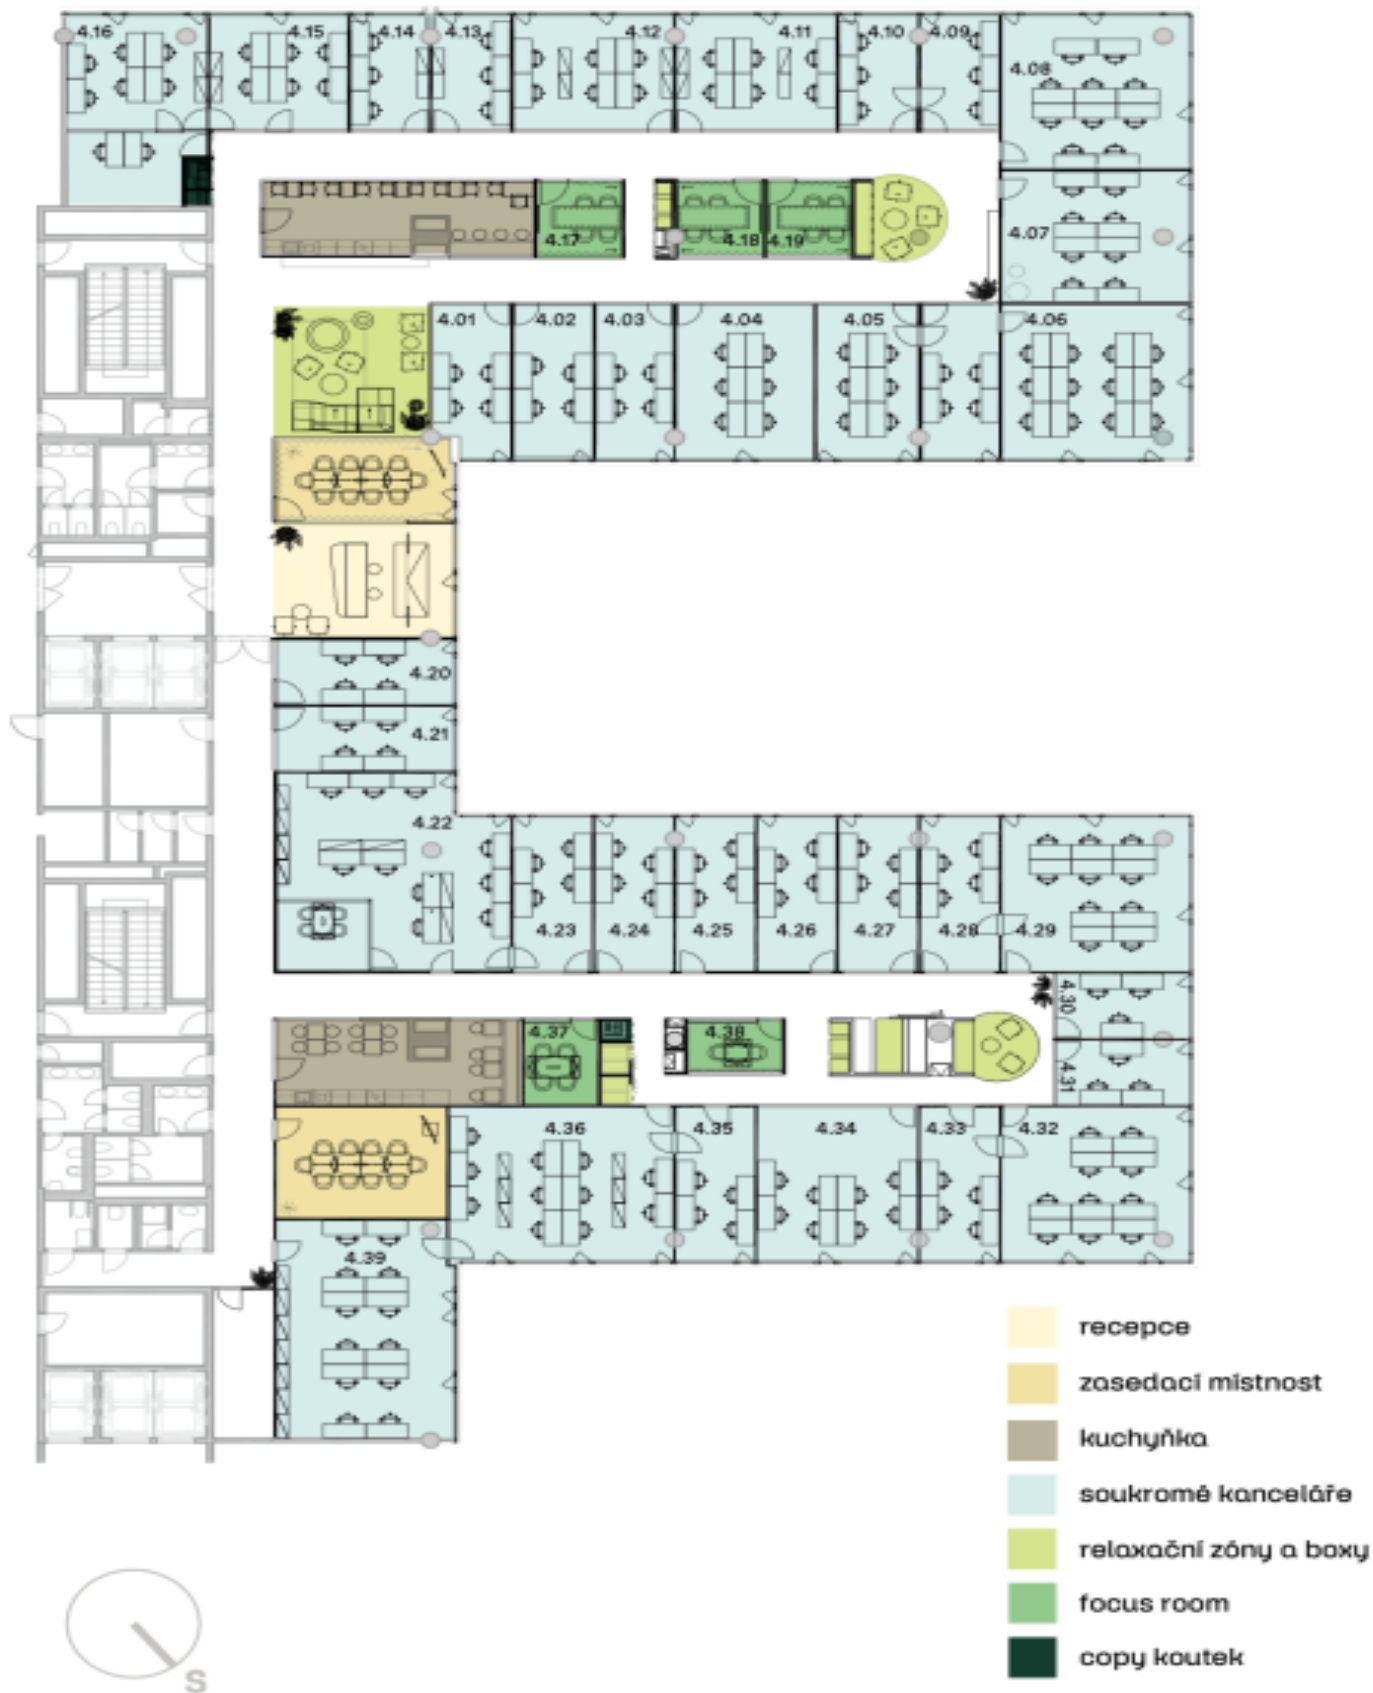 4.16 4.15 4.14 4.13 4.12 4.11 4.10 4.09
4.08
4.07
4.17 4.18 4.19
4.01 4.02 4.03 4.04 4.05 4.06
4.20
4.21
4.22
4.23 4.24 4.25 4.26 4.27 4.28 4.29
4.30
4.31
4.37 4.38
4.36 4.35 4.34 4.33 4.32
4.39
recepce
zasedací místnost
kuchyňka
soukromé kanceláře
relaxační zóny a boxy
focus room
copy koutek
S